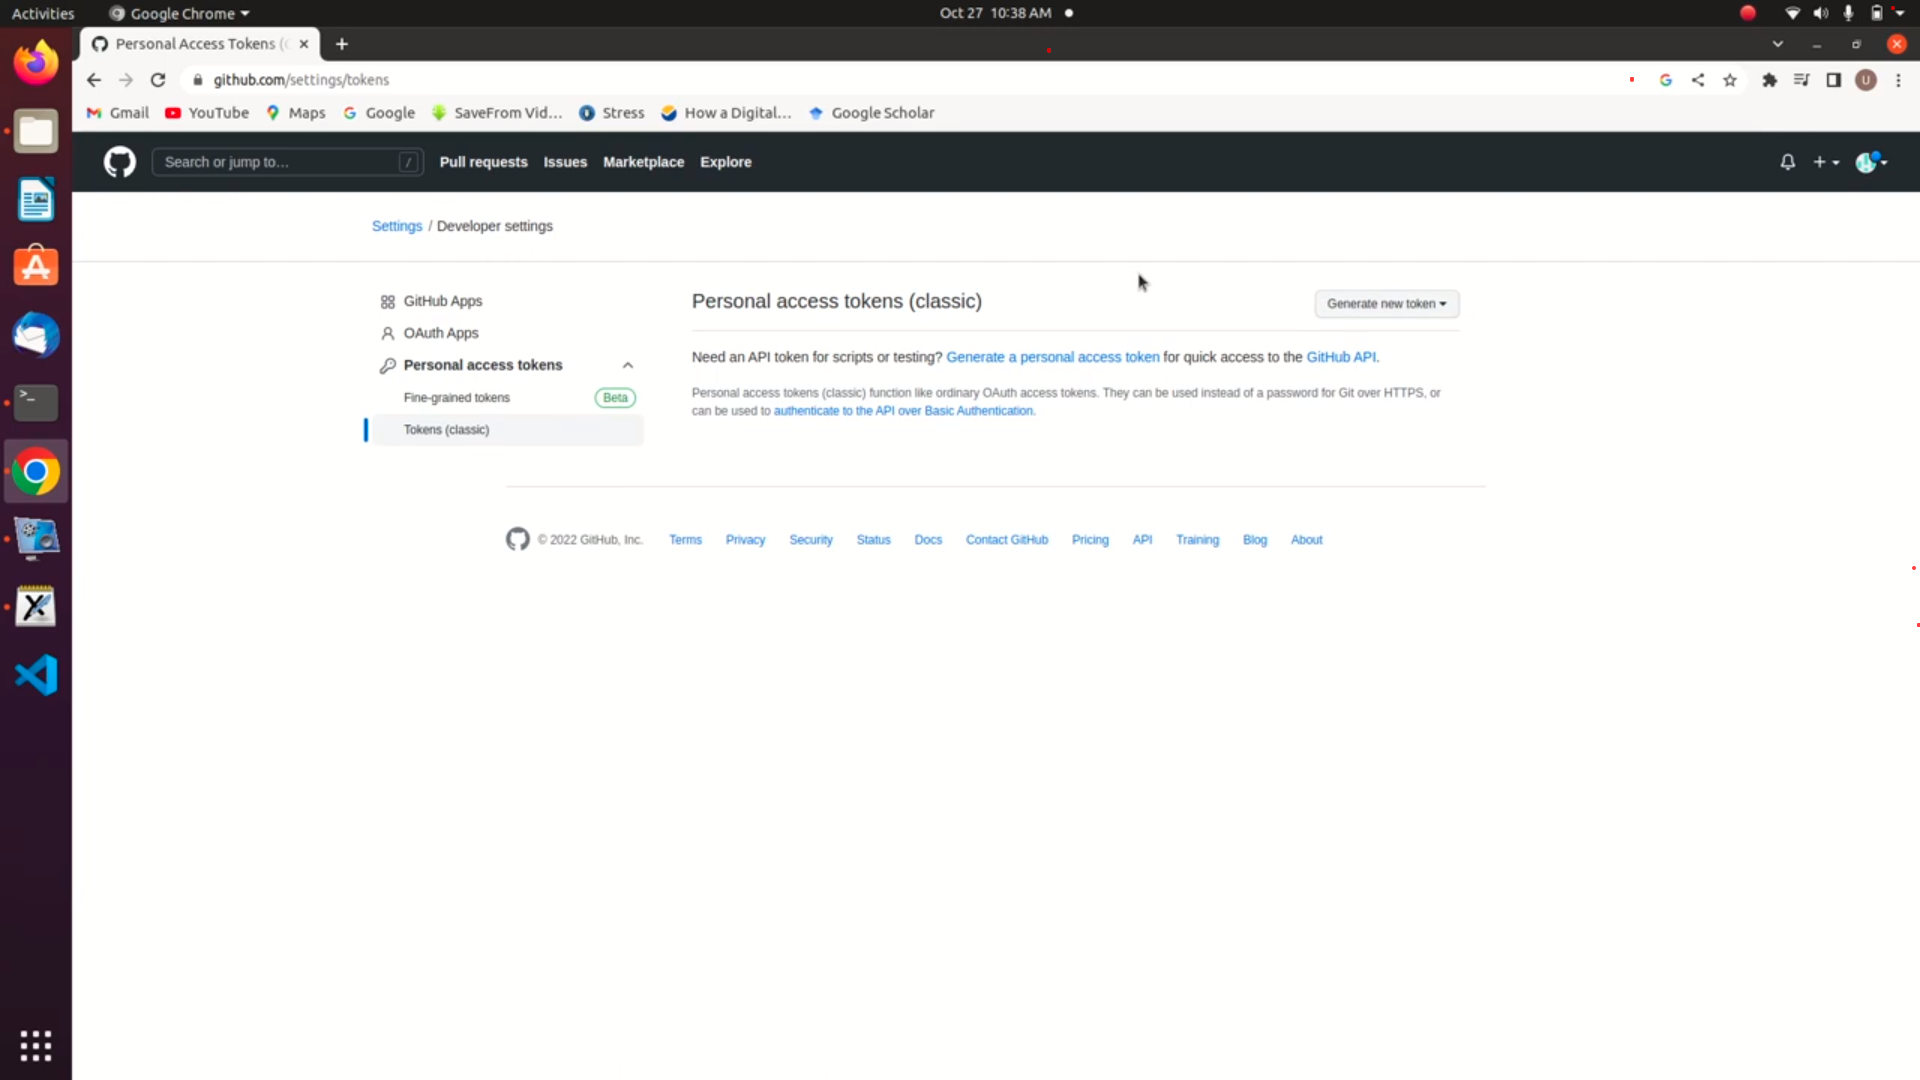 Activities Google Chrome Oct 27 10:38 AM
Personal Access Tokens (
github.com/settings/tokens
Gmail YouTube Maps Google SaveFrom Vid... Stress How a Digital... Google Scholar
Search or jump to... / Pull requests Issues Marketplace Explore
Settings / Developer settings
GitHub Apps
OAuth Apps
Personal access tokens
Fine-grained tokens Beta
Tokens (classic)
Personal access tokens (classic) Generate new token
Need an API token for scripts or testing? Generate a personal access token for quick access to the GitHub API.
Personal access tokens (classic) function like ordinary OAuth access tokens. They can be used instead of a password for Git over HTTPS, or
can be used to authenticate to the API over Basic Authentication.
© 2022 GitHub, Inc. Terms Privacy Security Status Docs Contact GitHub Pricing API Training Blog About